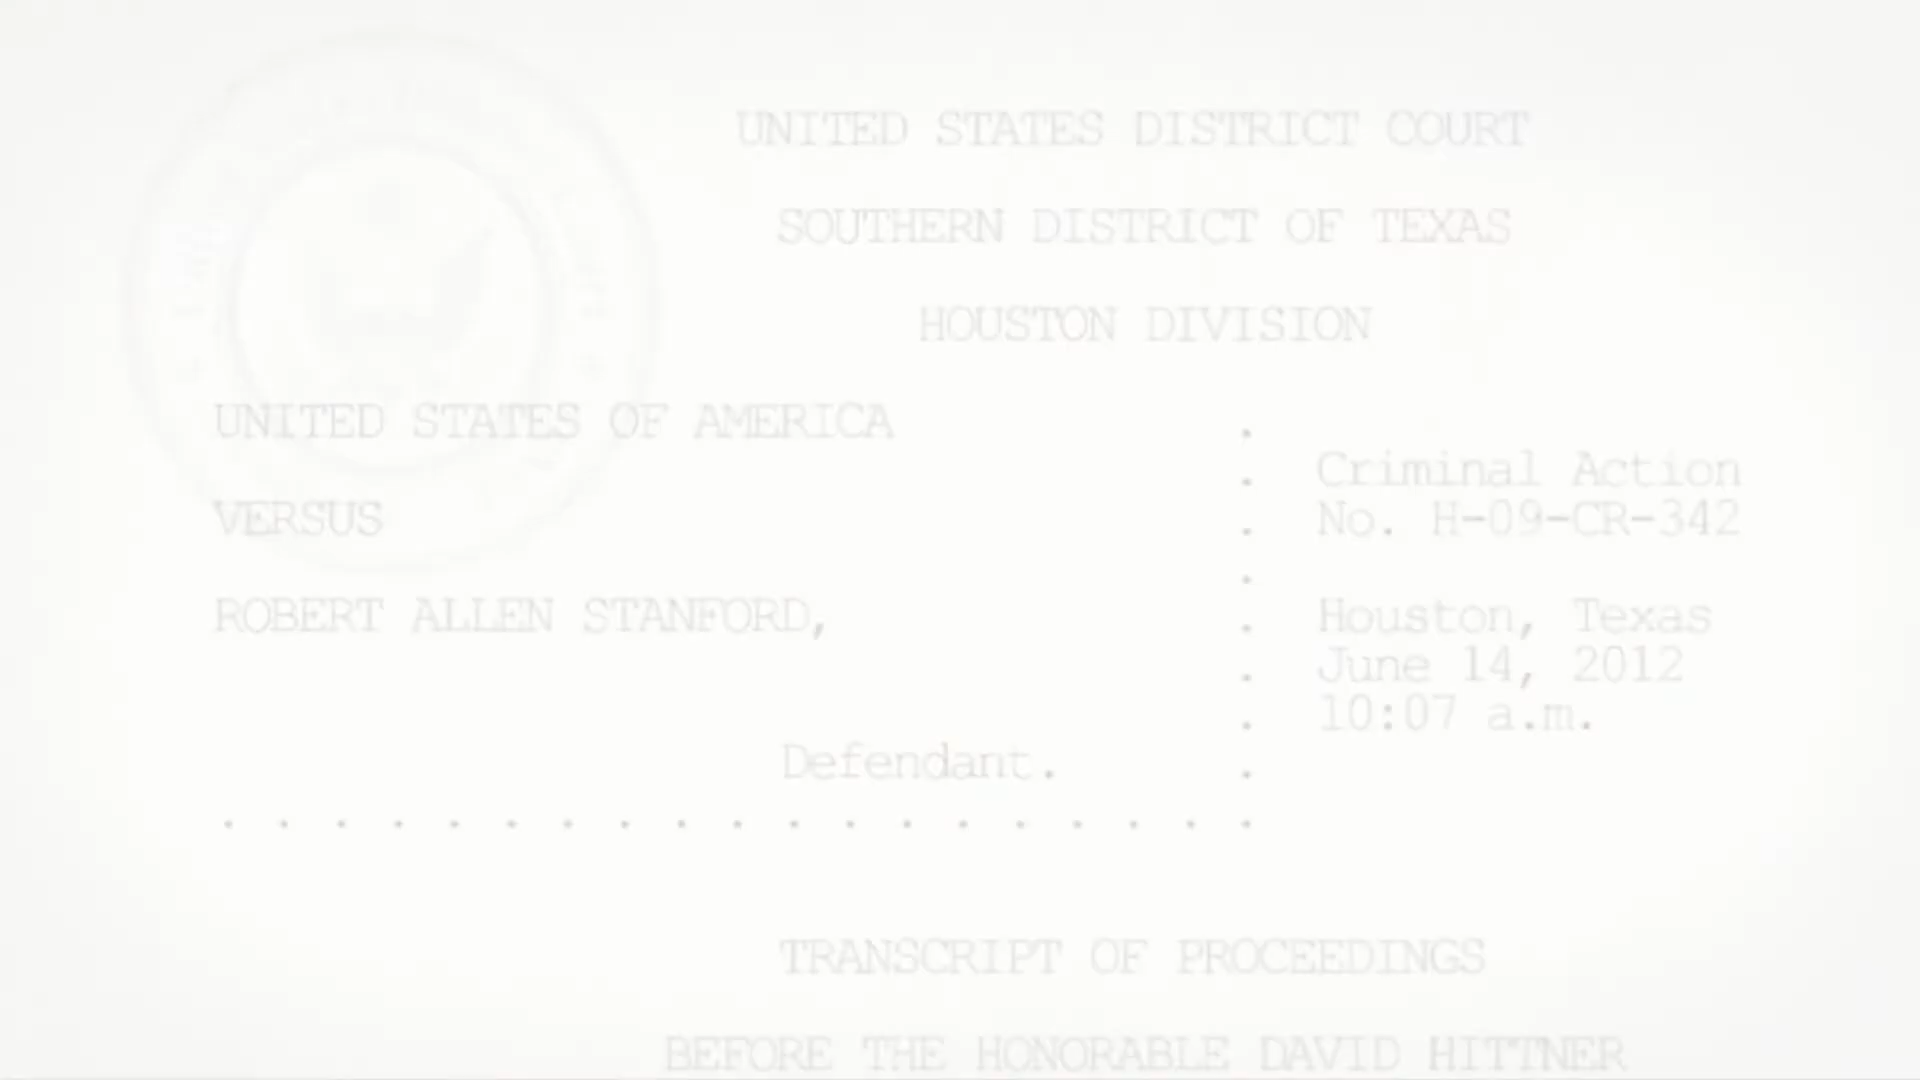 UNITED STATES DISTRICT COURT
SOUTHERN DISTRICT OF TEXAS
HOUSTON DIVISION
UNITED STATES OF AMERICA .
. Criminal Action
VERSUS . No. H-09-CR-342
.
ROBERT ALLEN STANFORD, . Houston, Texas
. June 14, 2012
. 10:07 a.m.
Defendant. .
. . . . . . . . . . . . . . . . . . .
TRANSCRIPT OF PROCEEDINGS
BEFORE THE HONORABLE DAVID HITTNER